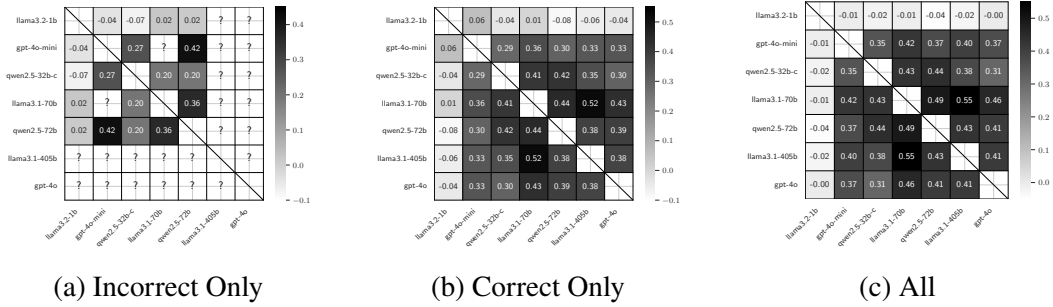 llama3.2-1b -0.04 -0.07 0.02 0.02 ? ?
gpt-4o-mini -0.04 0.27 ? 0.42 ? ?
qwen2.5-32b-c -0.07 0.27 0.20 0.20 ? ?
llama3.1-70b 0.02 ? 0.20 0.36 ? ?
qwen2.5-72b 0.02 0.42 0.20 0.36 ? ?
llama3.1-405b ? ? ? ? ? ?
gpt-4o ? ? ? ? ? ?
llama3.2-1b gpt-4o-mini qwen2.5-32b-c llama3.1-70b qwen2.5-72b llama3.1-405b gpt-4o
0.4
0.3
0.2
0.1
0.0
-0.1
(a) Incorrect Only
llama3.2-1b 0.06 -0.04 0.01 -0.08 -0.06 -0.04
gpt-4o-mini 0.06 0.29 0.36 0.30 0.33 0.33
qwen2.5-32b-c -0.04 0.29 0.41 0.42 0.35 0.30
llama3.1-70b 0.01 0.36 0.41 0.44 0.52 0.43
qwen2.5-72b -0.08 0.30 0.42 0.44 0.38 0.39
llama3.1-405b -0.06 0.33 0.35 0.52 0.38 0.38
gpt-4o -0.04 0.33 0.30 0.43 0.39 0.38
llama3.2-1b gpt-4o-mini qwen2.5-32b-c llama3.1-70b qwen2.5-72b llama3.1-405b gpt-4o
0.5
0.4
0.3
0.2
0.1
0.0
-0.1
(b) Correct Only
llama3.2-1b -0.01 -0.02 -0.01 -0.04 -0.02 -0.00
gpt-4o-mini -0.01 0.35 0.42 0.37 0.40 0.37
qwen2.5-32b-c -0.02 0.35 0.43 0.44 0.38 0.31
llama3.1-70b -0.01 0.42 0.43 0.49 0.55 0.46
qwen2.5-72b -0.04 0.37 0.44 0.49 0.43 0.41
llama3.1-405b -0.02 0.40 0.38 0.55 0.43 0.41
gpt-4o -0.00 0.37 0.31 0.46 0.41 0.41
llama3.2-1b gpt-4o-mini qwen2.5-32b-c llama3.1-70b qwen2.5-72b llama3.1-405b gpt-4o
0.5
0.4
0.3
0.2
0.1
0.0
(c) All